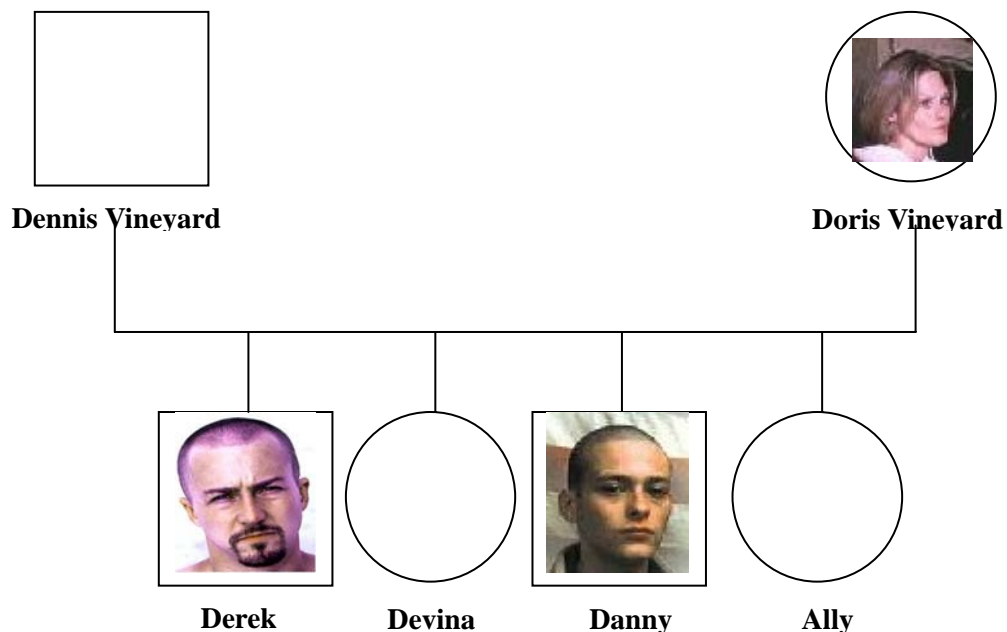 Dennis Vineyard
Doris Vineyard
Derek
Devina
Danny
Ally